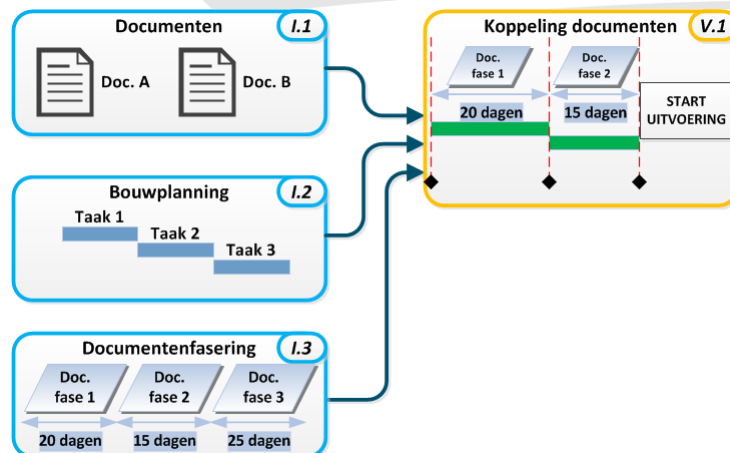 Documenten I.1
Doc. A
Doc. B
Bouwplanning I.2
Taak 1
Taak 2
Taak 3
Documentenfasering I.3
Doc.
fase 1
Doc.
fase 2
Doc.
fase 3
20 dagen
15 dagen
25 dagen
Koppeling documenten V.1
Doc.
fase 1
Doc.
fase 2
20 dagen
15 dagen
START
UITVOERING